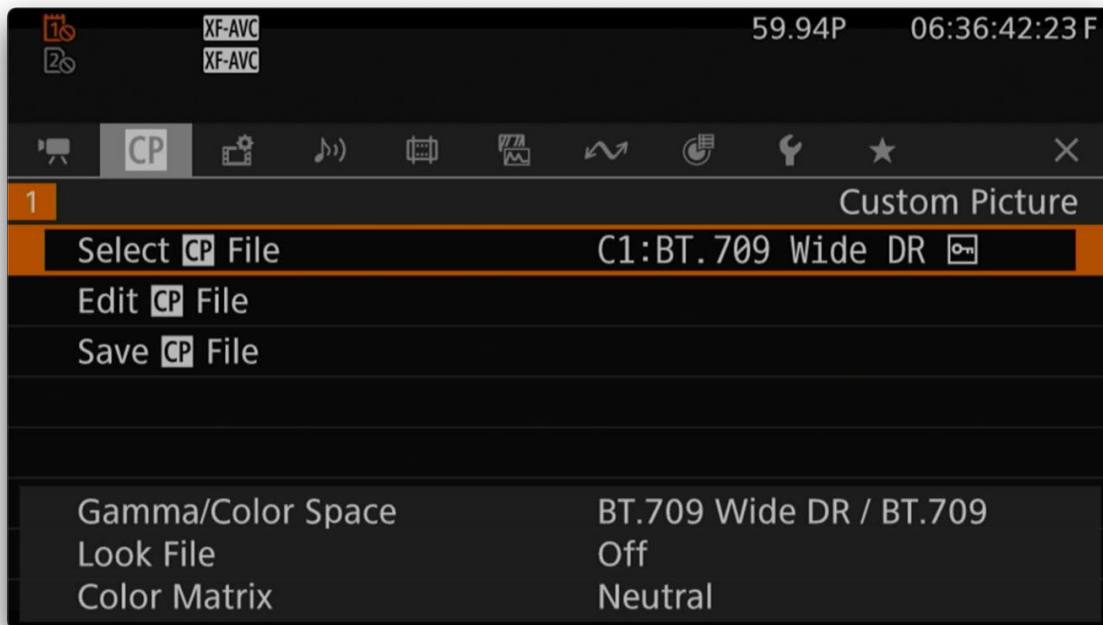 1 XF-AVC 59.94P 06:36:42:23 F
2 XF-AVC
CP
1 Custom Picture
Select CP File C1:BT.709 Wide DR
Edit CP File
Save CP File
Gamma/Color Space BT.709 Wide DR / BT.709
Look File Off
Color Matrix Neutral